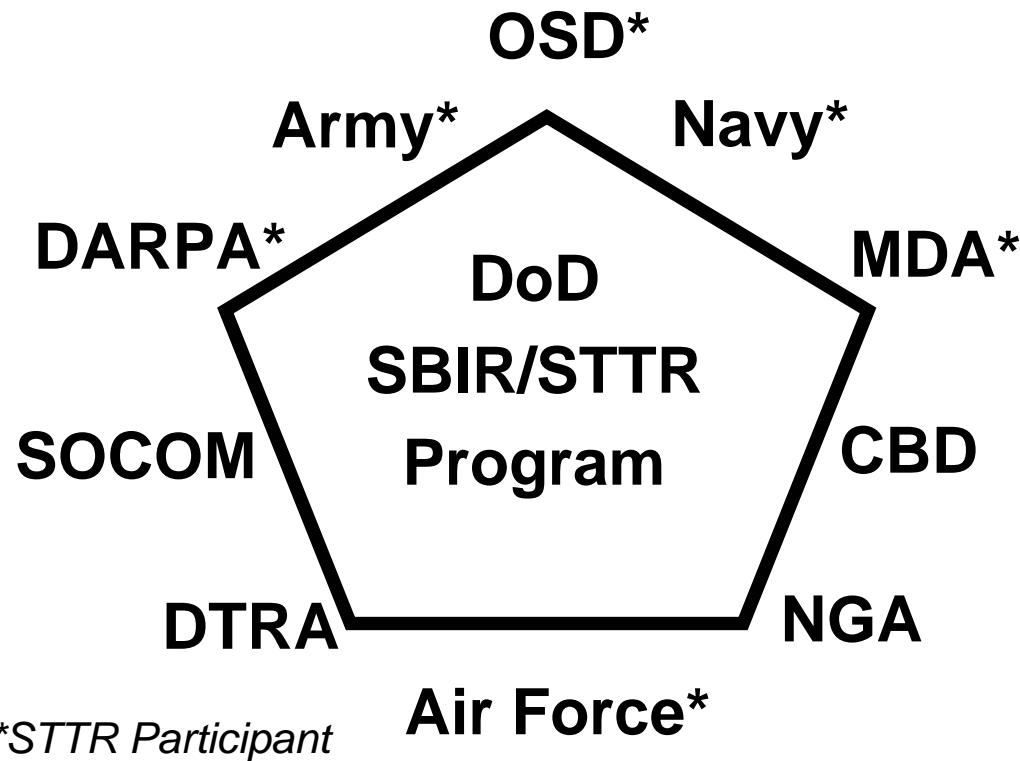 OSD*
Army*
Navy*
DARPA*
MDA*
DoD
SBIR/STTR
Program
SOCOM
CBD
DTRA
NGA
Air Force*
*STTR Participant